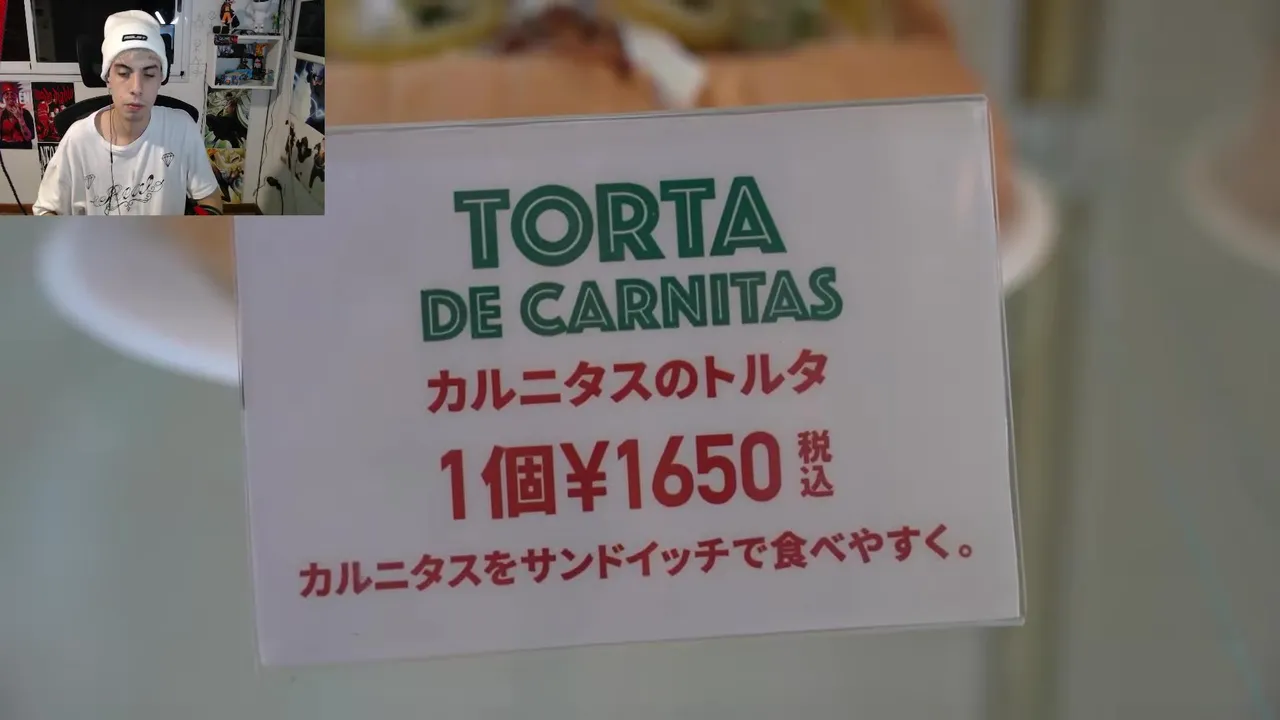 TORTA
DE CARNITAS
カルニタスのトルタ
1個¥1650 税込
カルニタスをサンドイッチで食べやすく。